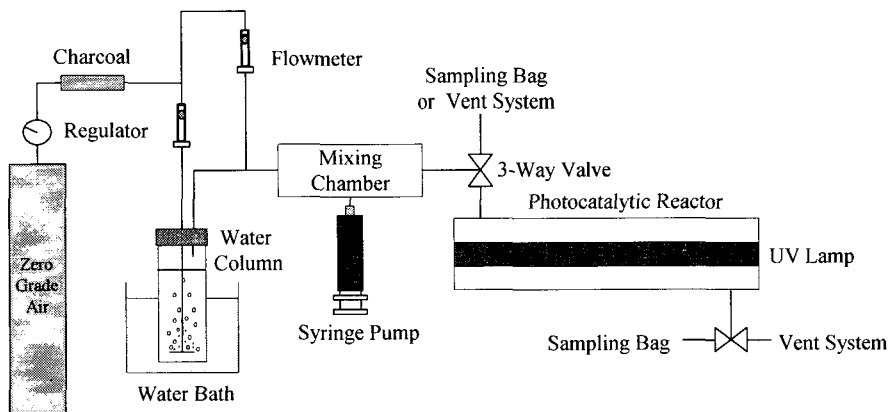 Charcoal
Flowmeter
Regulator
Sampling Bag
or Vent System
Mixing
Chamber
3-Way Valve
Photocatalytic Reactor
Water
Column
UV Lamp
Zero
Grade
Air
Syringe Pump
Sampling Bag
Vent System
Water Bath